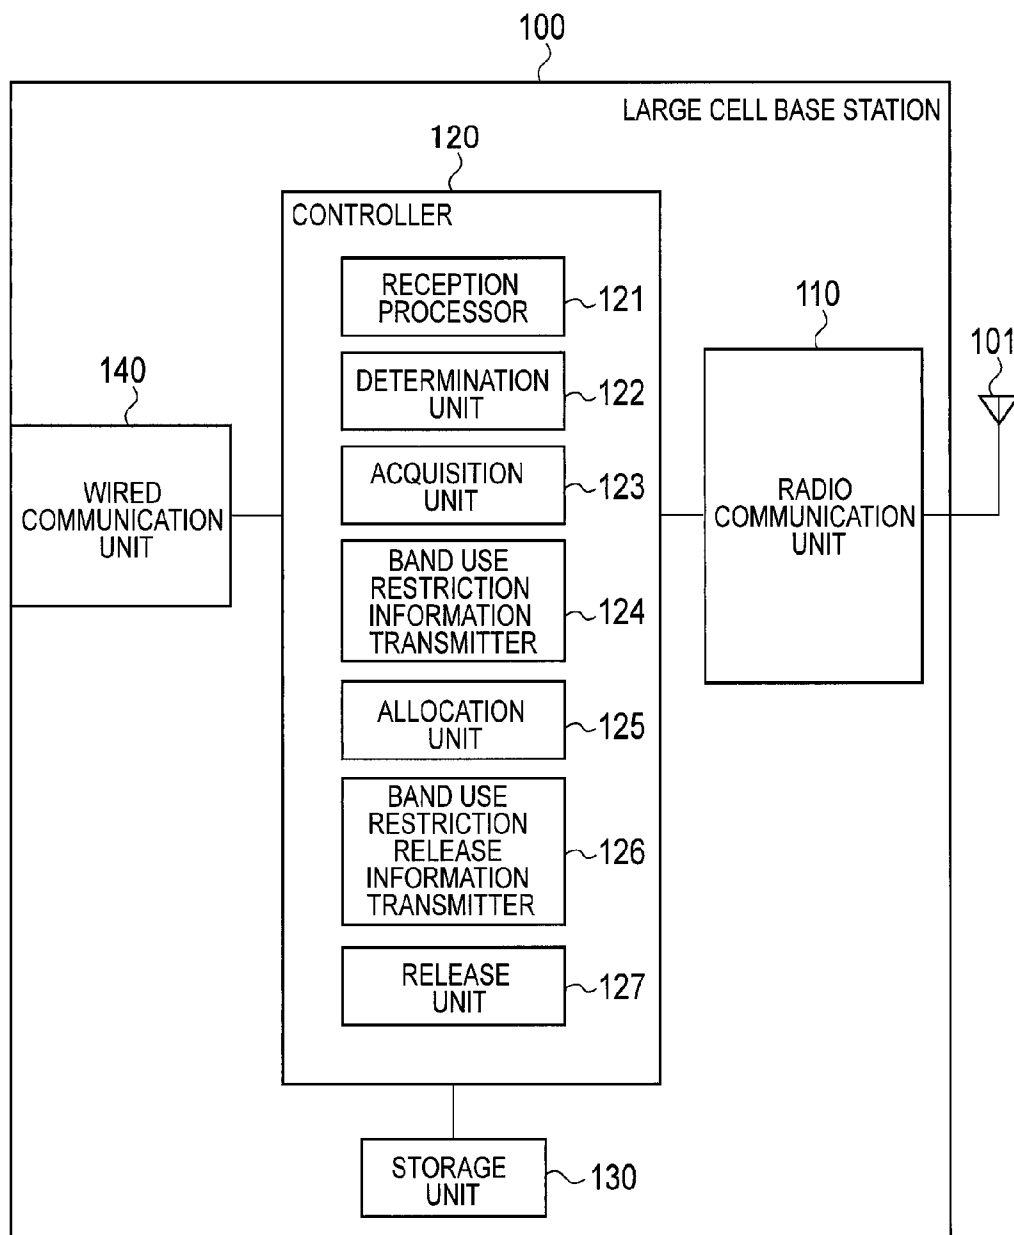 100
LARGE CELL BASE STATION
120
CONTROLLER
RECEPTION
PROCESSOR
121
110
101
140
DETERMINATION
UNIT
122
WIRED
COMMUNICATION
UNIT
ACQUISITION
UNIT
123
RADIO
COMMUNICATION
UNIT
BAND USE
RESTRICTION
INFORMATION
TRANSMITTER
124
ALLOCATION
UNIT
125
BAND USE
RESTRICTION
RELEASE
INFORMATION
TRANSMITTER
126
RELEASE
UNIT
127
STORAGE
UNIT
130